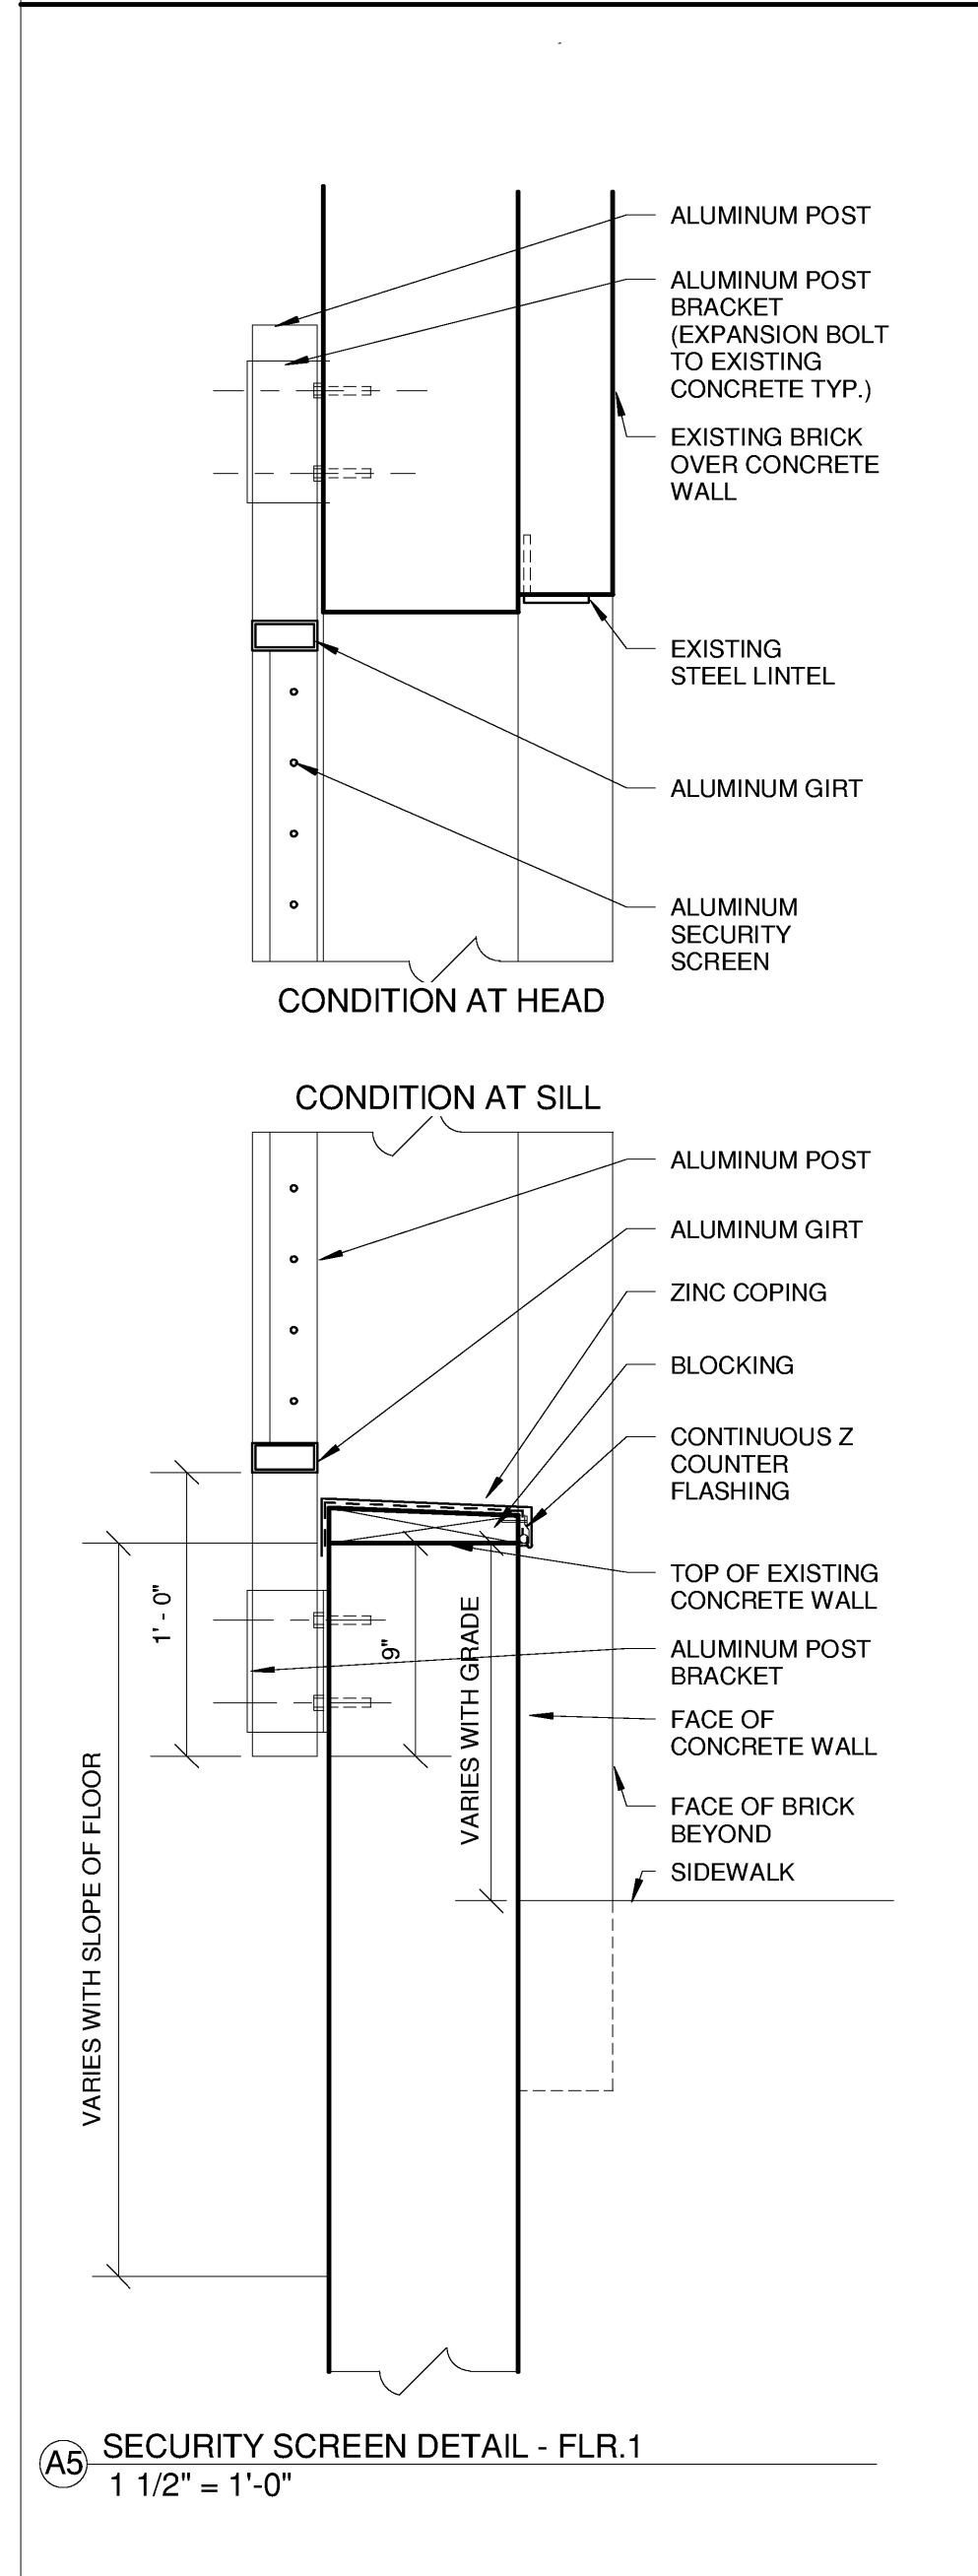 ALUMINUM POST
ALUMINUM POST
BRACKET
(EXPANSION BOLT
TO EXISTING
CONCRETE TYP.)
EXISTING BRICK
OVER CONCRETE
WALL
EXISTING
STEEL LINTEL
ALUMINUM GIRT
ALUMINUM
SECURITY
SCREEN
CONDITION AT HEAD
CONDITION AT SILL
ALUMINUM POST
ALUMINUM GIRT
ZINC COPING
BLOCKING
CONTINUOUS Z
COUNTER
FLASHING
TOP OF EXISTING
CONCRETE WALL
ALUMINUM POST
BRACKET
FACE OF
CONCRETE WALL
FACE OF BRICK
BEYOND
SIDEWALK
1' - 0"
9"
VARIES WITH GRADE
VARIES WITH SLOPE OF FLOOR
A5
SECURITY SCREEN DETAIL - FLR.1
1 1/2" = 1'-0"